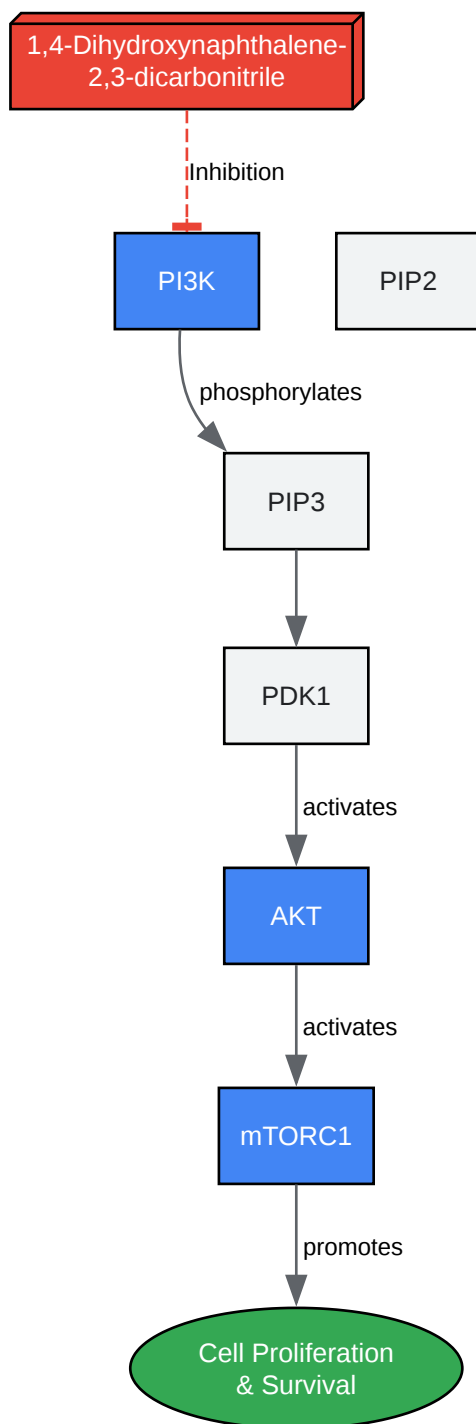 1,4-Dihydroxynaphthalene-
2,3-dicarbonitrile
Inhibition
PI3K
PIP2
phosphorylates
PIP3
PDK1
activates
AKT
activates
mTORC1
promotes
Cell Proliferation
& Survival